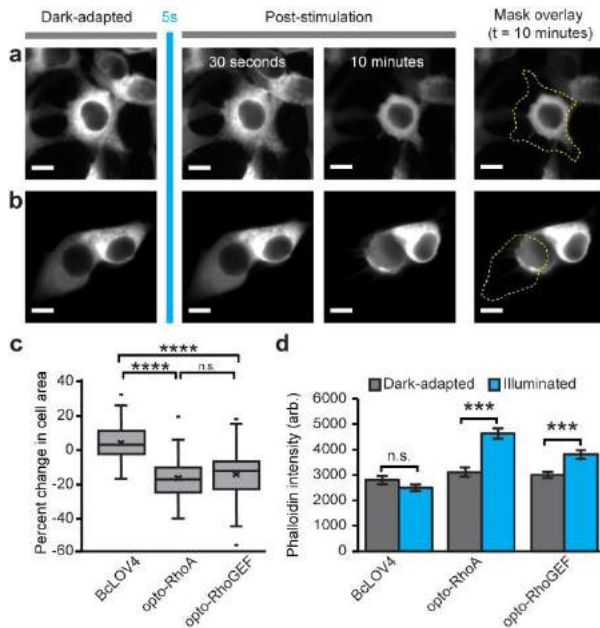 Dark-adapted 5s Post-stimulation Mask overlay
(t = 10 minutes)
a 30 seconds 10 minutes
b
c
****
**** n.s.
Percent change in cell area
40
20
0
-20
-40
-60
BcLOV4 opto-RhoA opto-RhoGEF
d
Dark-adapted Illuminated
Phalloidin intensity (arb.)
6000
5000
4000
3000
2000
1000
0
n.s. *** ***
BcLOV4 opto-RhoA opto-RhoGEF